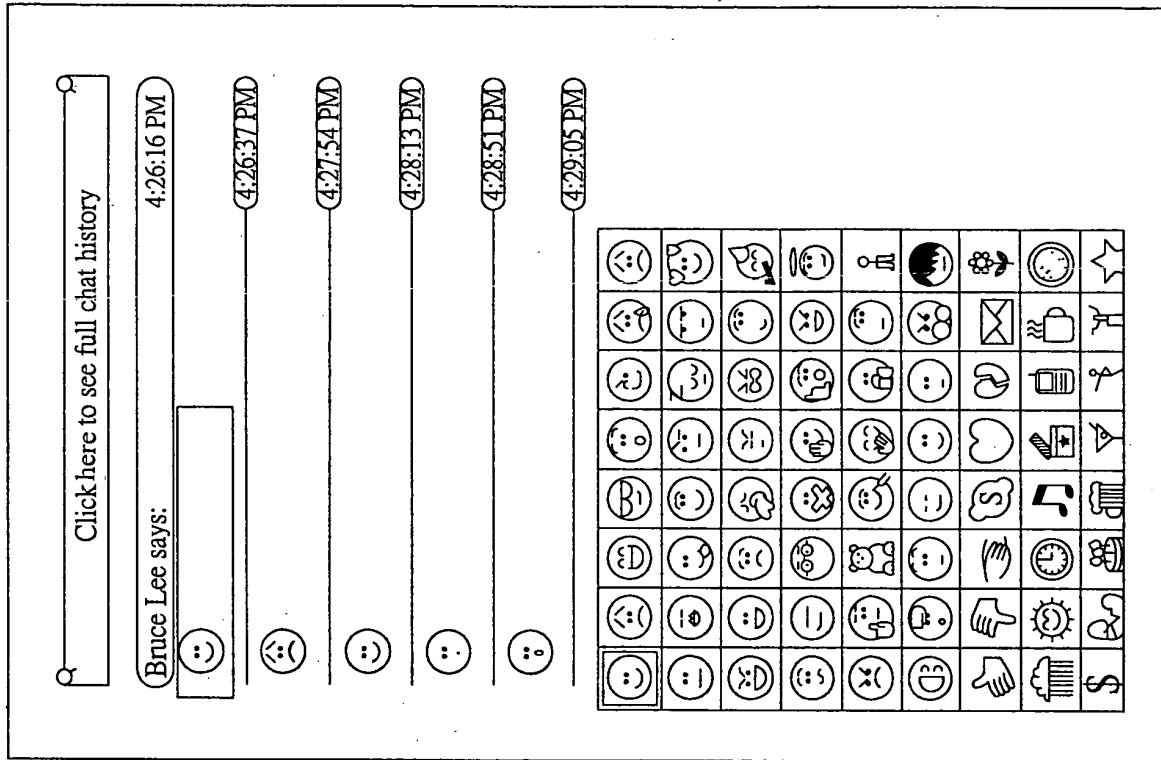 Click here to see full chat history
Bruce Lee says: 4:26:16 PM
4:26:37 PM
4:27:54 PM
4:28:13 PM
4:28:51 PM
4:29:05 PM
S
$